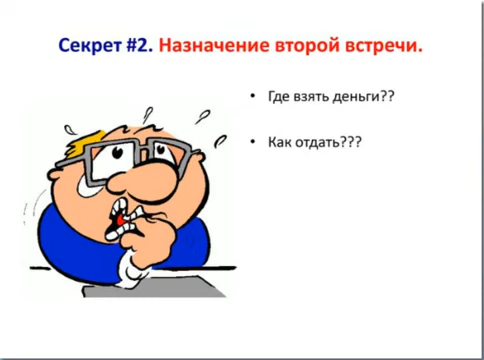 Секрет #2. Назначение второй встречи.
• Где взять деньги??
• Как отдать???